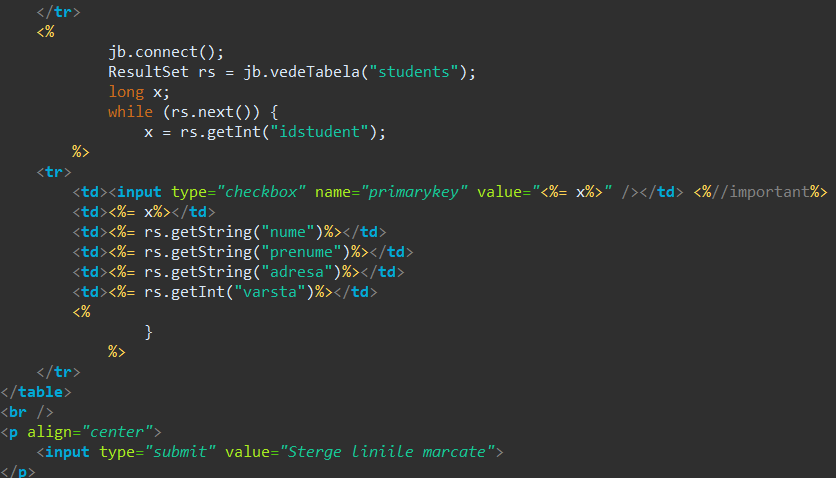 </tr>
<%
jb.connect();
ResultSet rs = jb.vedeTabela("students");
long x;
while (rs.next()) {
x = rs.getInt("idstudent");
%>
<tr>
<td><input type="checkbox" name="primarykey" value="<%= x%>" /></td> <%//important%>
<td><%= x%></td>
<td><%= rs.getString("nume")%></td>
<td><%= rs.getString("prenume")%></td>
<td><%= rs.getString("adresa")%></td>
<td><%= rs.getInt("varsta")%></td>
<%
}
%>
</tr>
</table>
<br />
<p align="center">
<input type="submit" value="Sterge liniile marcate">
</p>